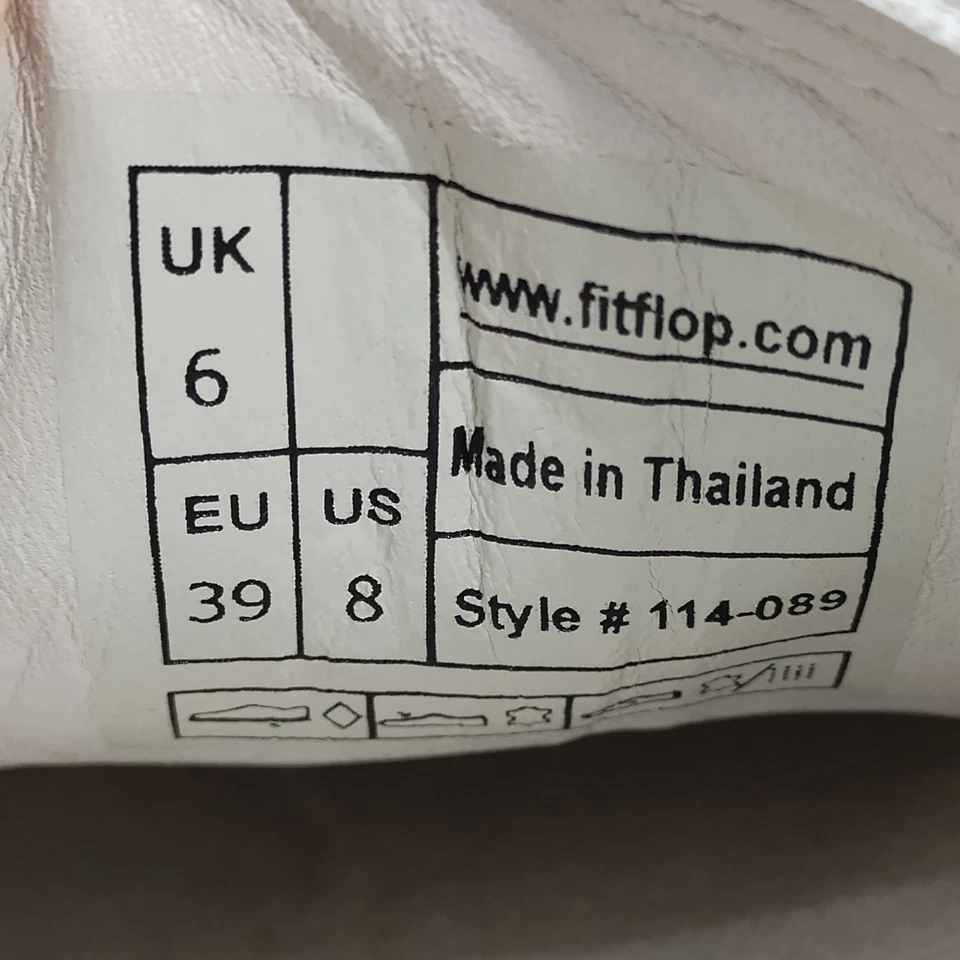 UK
6
EU US
39 8
www.fitflop.com
Made in Thailand
Style # 114-089